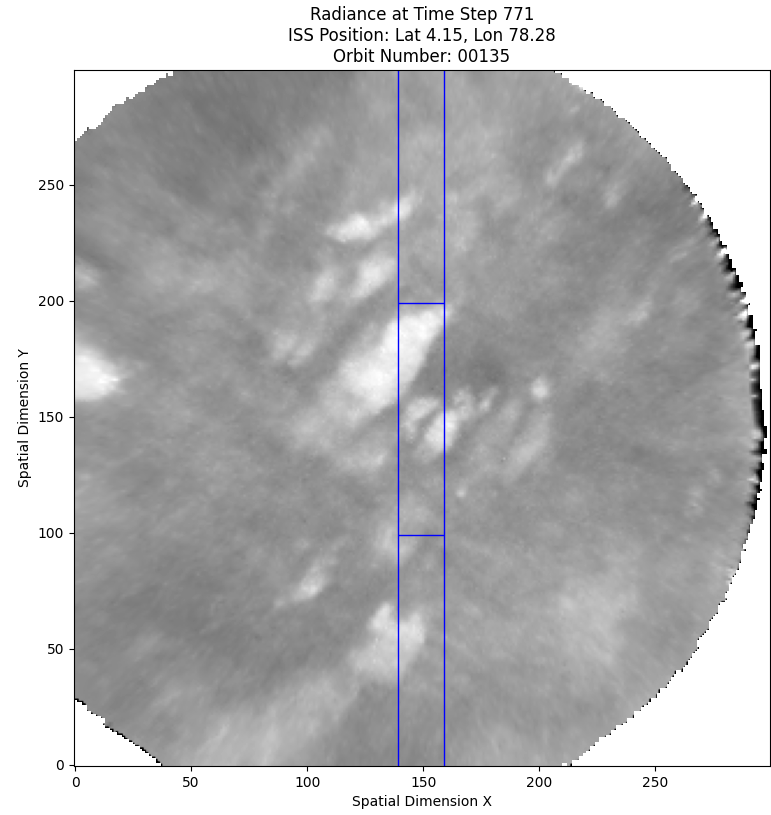 Radiance at Time Step 771
ISS Position: Lat 4.15, Lon 78.28
Orbit Number: 00135
Spatial Dimension Y
250
200
150
100
50
0
0 50 100 150 200 250
Spatial Dimension X